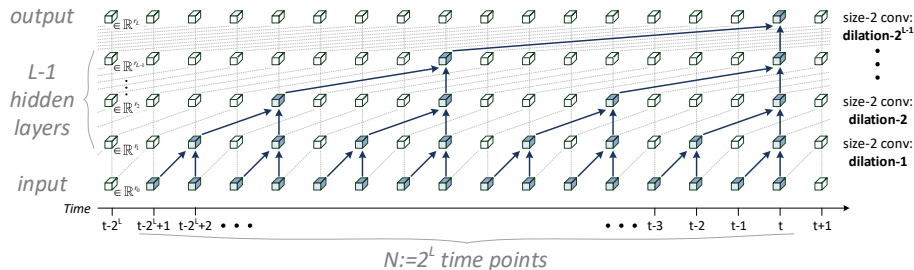 output
∈ ℝ^{r_L}
size-2 conv:
dilation-2^{L-1}
∈ ℝ^{r_{L-1}}
L-1
hidden
layers
∈ ℝ^{r_2}
size-2 conv:
dilation-2
∈ ℝ^{r_1}
size-2 conv:
dilation-1
input
∈ ℝ^{r_0}
Time
t-2^L t-2^L+1 t-2^L+2 • • • • • • t-3 t-2 t-1 t t+1
N:=2^L time points